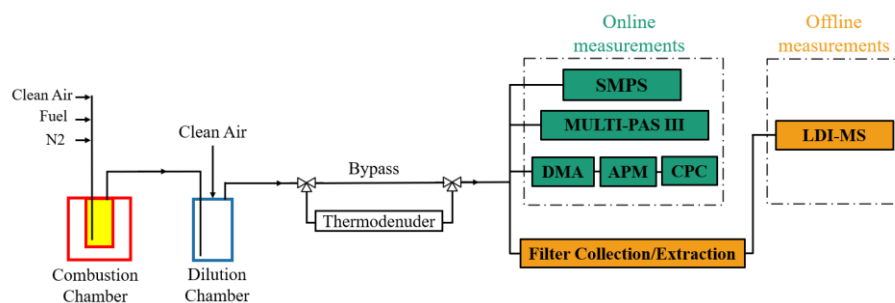 Online
measurements
Offline
measurements
Clean Air
Fuel
N2
Clean Air
Bypass
Thermodenuder
Combustion
Chamber
Dilution
Chamber
SMPS
MULTI-PAS III
DMA
APM
CPC
Filter Collection/Extraction
LDI-MS